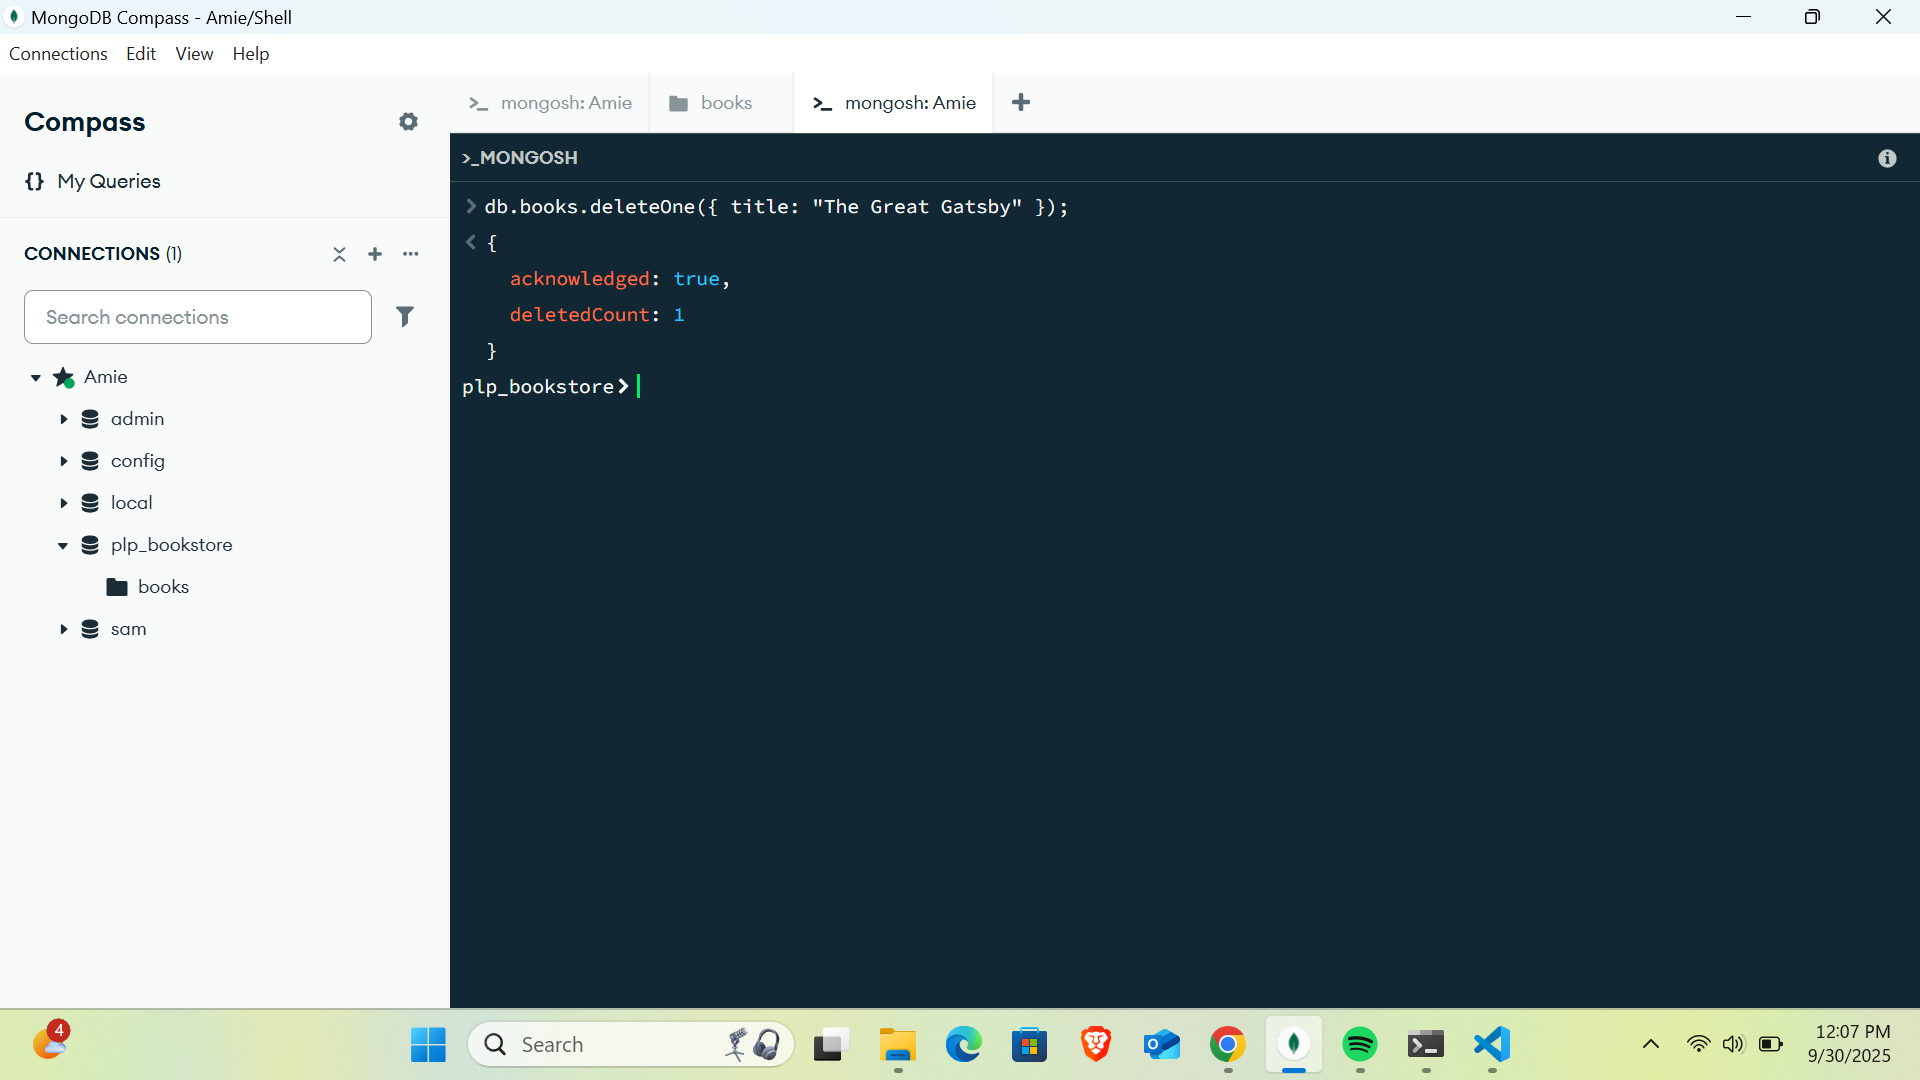 MongoDB Compass - Amie/Shell
Connections Edit View Help
Compass
{} My Queries
CONNECTIONS (1)
Search connections
Amie
admin
config
local
plp_bookstore
books
sam
>_ mongosh: Amie
books
>_ mongosh: Amie
>_MONGOSH
> db.books.deleteOne({ title: "The Great Gatsby" });
< {
acknowledged: true,
deletedCount: 1
}
plp_bookstore>
4
Search
12:07 PM
9/30/2025